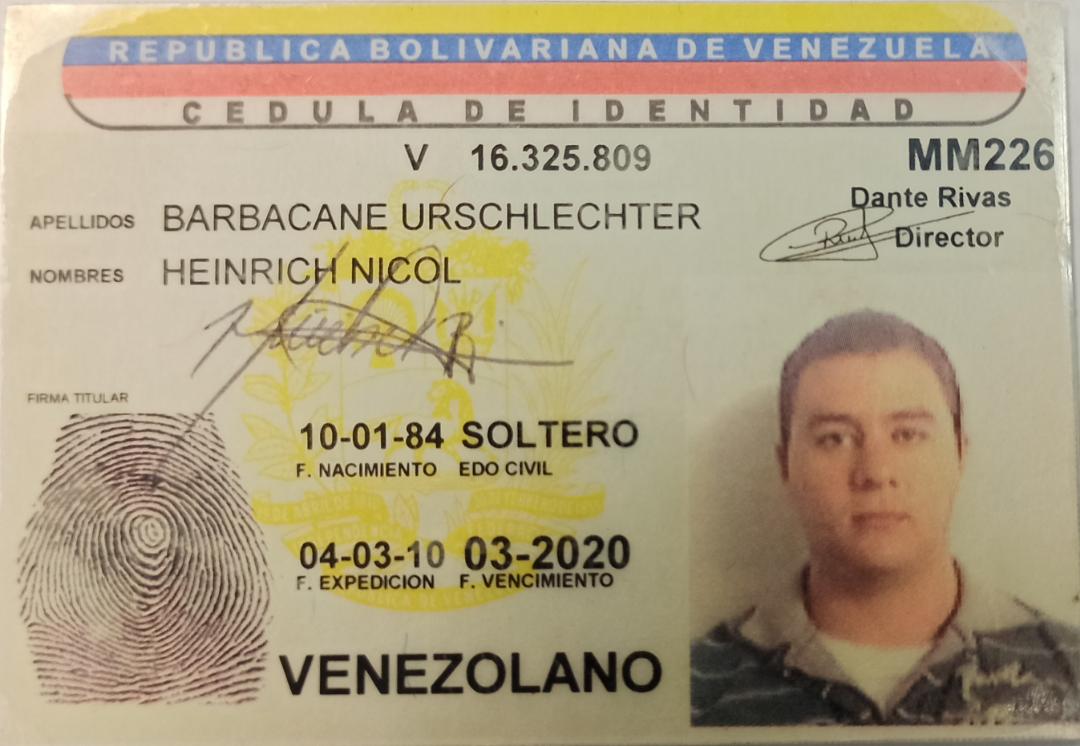 REPUBLICA BOLIVARIANA DE VENEZUELA
CEDULA DE IDENTIDAD
V 16.325.809
MM226
Dante Rivas
Director
APELLIDOS BARBACANE URSCHLECHTER
NOMBRES HEINRICH NICOL
FIRMA TITULAR
10-01-84 SOLTERO
F. NACIMIENTO EDO CIVIL
04-03-10 03-2020
F. EXPEDICION F. VENCIMIENTO
VENEZOLANO